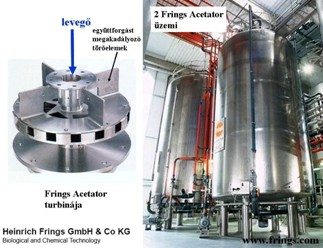 levegő
együttforgást
megakadályozó
törőelemek
Frings Acetator
turbinája
Heinrich Frings GmbH & Co KG
Biological and Chemical Technology
2 Frings Acetator
üzemi
www.frings.com